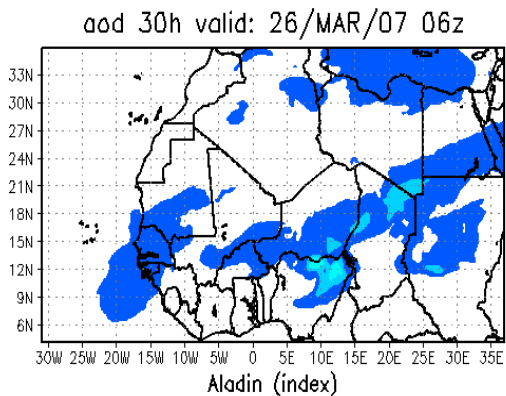 aod 30h valid: 26/MAR/07 06z
33N
30N
27N
24N
21N
18N
15N
12N
9N
6N
30W 25W 20W 15W 10W 5W 0 5E 10E 15E 20E 25E 30E 35E
Aladin (index)